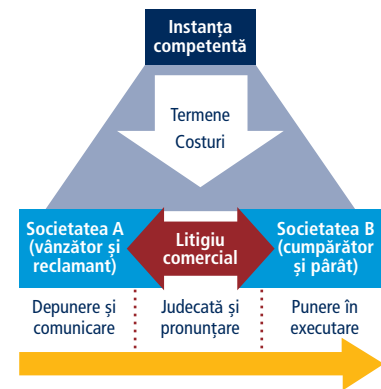 Instanța
competentă
Termene
Costuri
Societatea A
(vânzător și
reclamant)
Litigiu
comercial
Societatea B
(cumpărător
și pârât)
Depunere și
comunicare
Judecată și
pronunțare
Punere în
executare